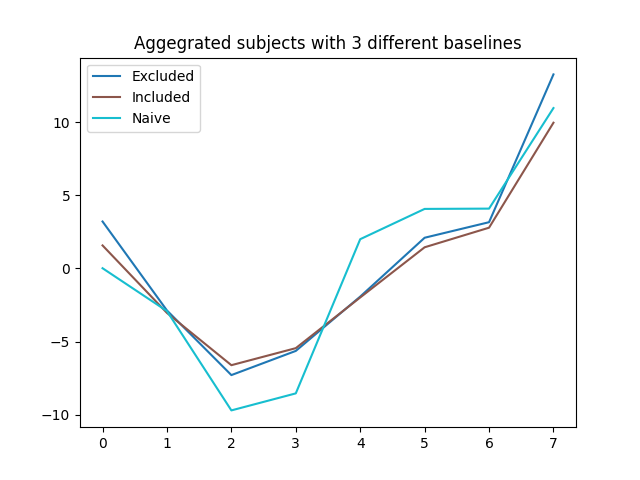 Aggegrated subjects with 3 different baselines
Excluded
Included
Naive
10
5
0
−5
−10
0 1 2 3 4 5 6 7